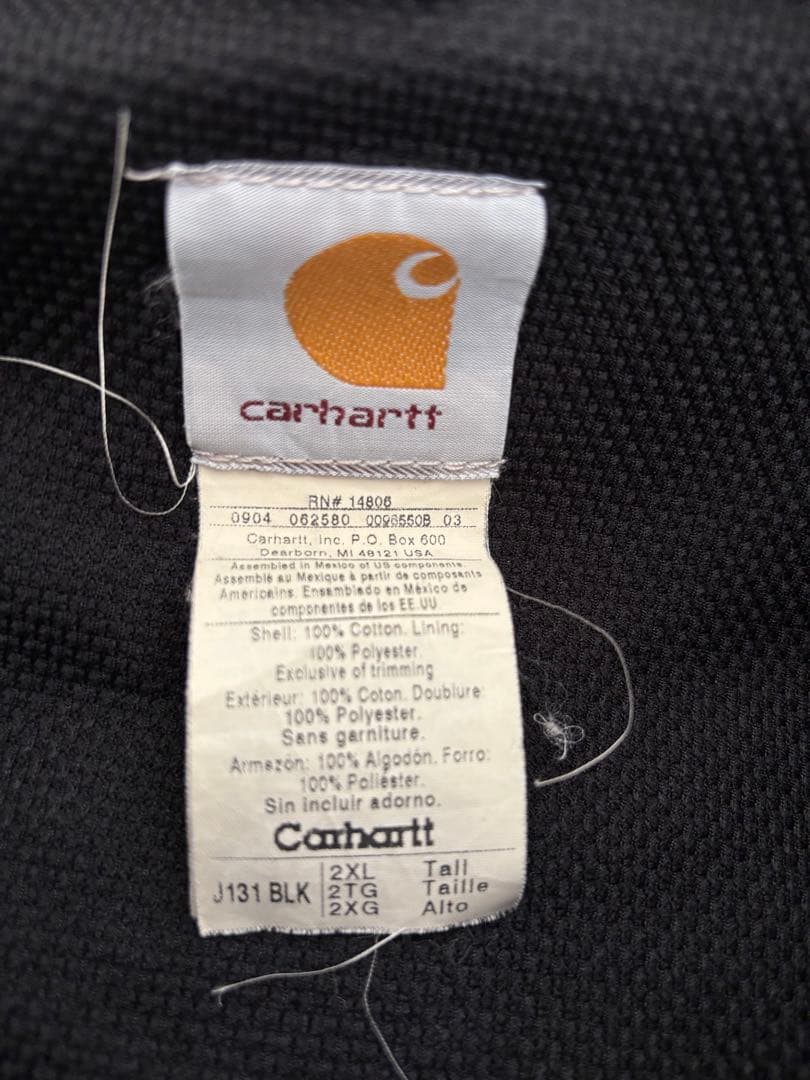 carhartt
RN# 14806
0904 062580 0096550B 03
Carhartt, Inc. P.O. Box 600
Dearborn, MI 48121 USA
Assembled in Mexico of US components
Assemblé au Mexique à partir de composants
Américains. Ensamblado en México de
componentes de los EE.UU
Shell: 100% Cotton. Lining:
100% Polyester.
Exclusive of trimming
Extérieur: 100% Coton. Doublure:
100% Polyester.
Sans garniture.
Armezón: 100% Algodón. Forro:
100% Poliéster.
Sin incluir adorno.
Carhartt
J131 BLK 2XL Tall
2TG Taille
2XG Alto